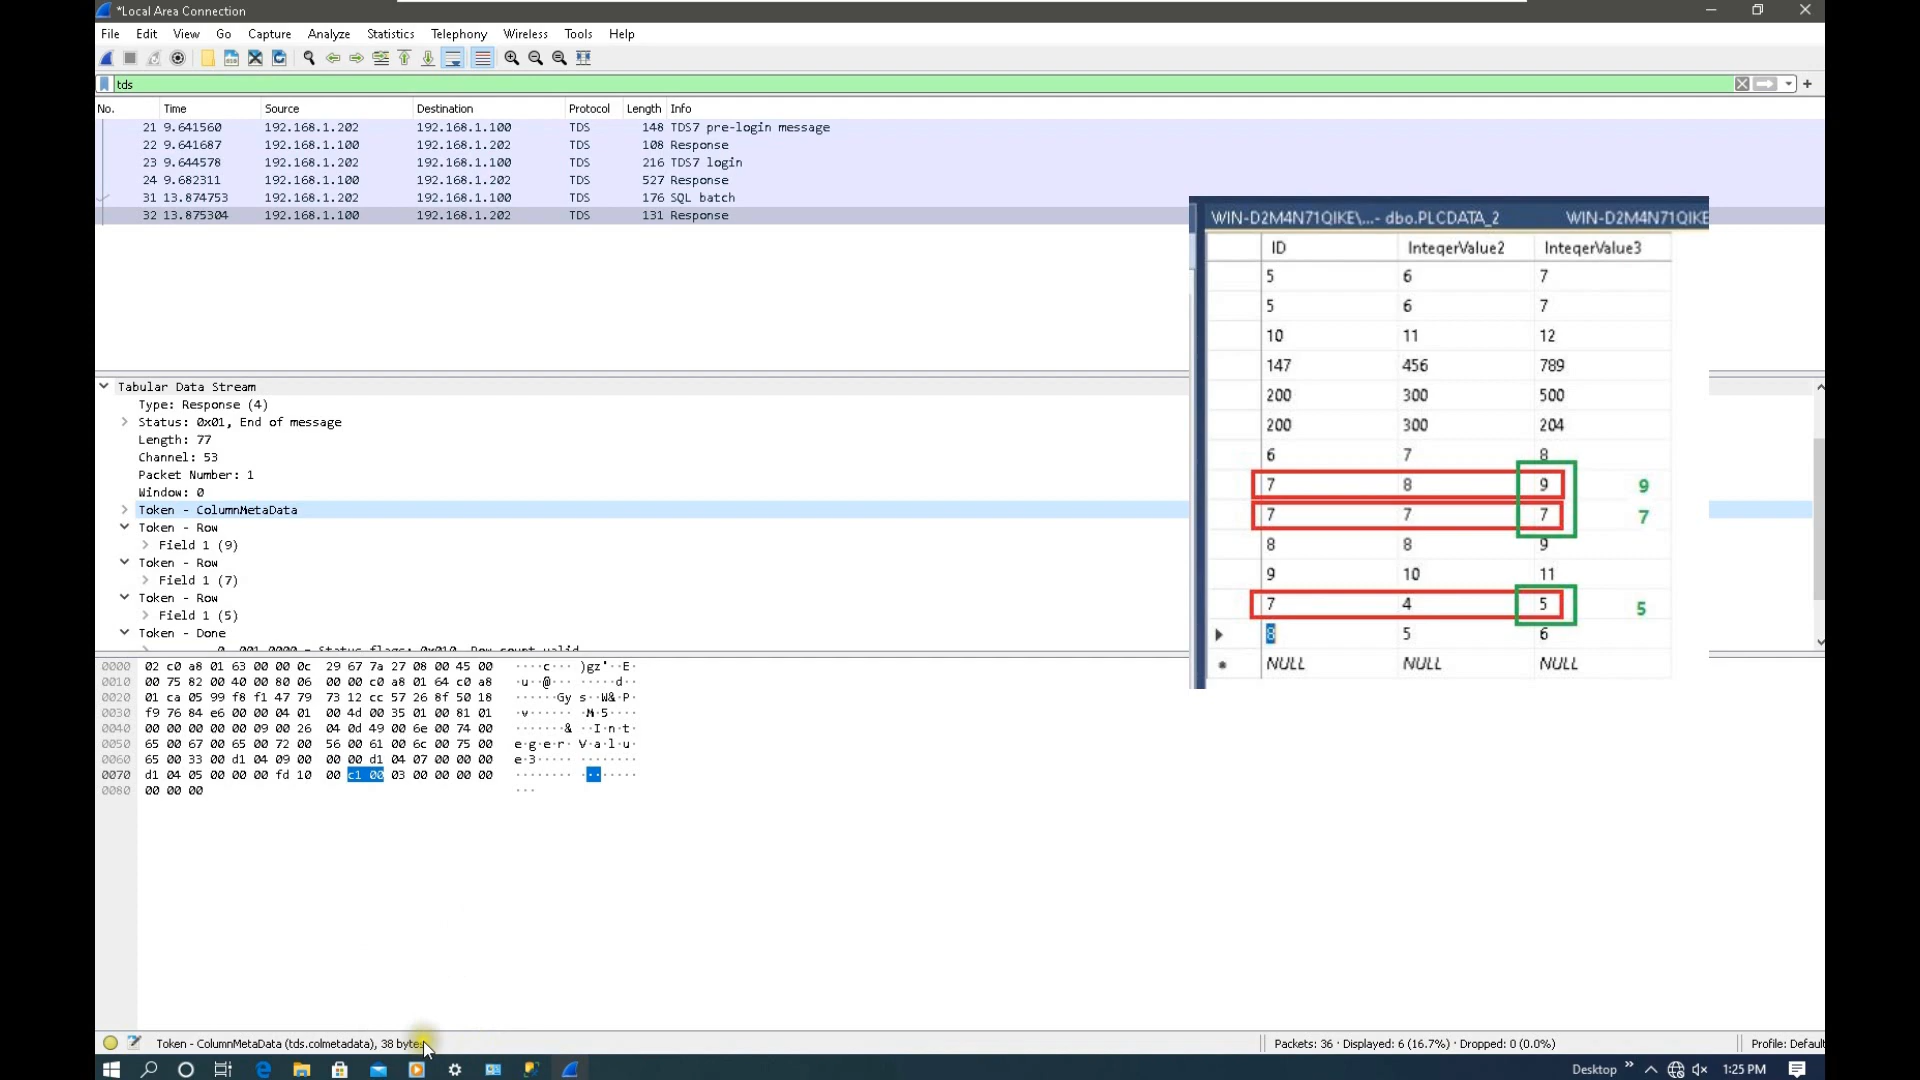 *Local Area Connection
File Edit View Go Capture Analyze Statistics Telephony Wireless Tools Help
tds
No. Time Source Destination Protocol Length Info
21 9.641560 192.168.1.202 192.168.1.100 TDS 148 TDS7 pre-login message
22 9.641687 192.168.1.100 192.168.1.202 TDS 108 Response
23 9.644578 192.168.1.202 192.168.1.100 TDS 216 TDS7 login
24 9.682311 192.168.1.100 192.168.1.202 TDS 527 Response
31 13.874753 192.168.1.202 192.168.1.100 TDS 176 SQL batch
32 13.875304 192.168.1.100 192.168.1.202 TDS 131 Response
WIN-D2M4N71QIKE\...- dbo.PLCDATA_2 WIN-D2M4N71QIKE
ID InteqerValue2 InteqerValue3
5 6 7
5 6 7
10 11 12
147 456 789
200 300 500
200 300 204
6 7 8
7 8 9 9
7 7 7 7
8 8 9
9 10 11
7 4 5 5
8 5 6
NULL NULL NULL
Tabular Data Stream
Type: Response (4)
Status: 0x01, End of message
Length: 77
Channel: 53
Packet Number: 1
Window: 0
Token - ColumnMetaData
Token - Row
Field 1 (9)
Token - Row
Field 1 (7)
Token - Row
Field 1 (5)
Token - Done
0000 02 c0 a8 01 63 00 00 0c 29 67 7a 27 08 00 45 00 ····c··· )gz'··E·
0010 00 75 82 00 40 00 80 06 00 00 c0 a8 01 64 c0 a8 ·u··@··· ·····d··
0020 01 ca 05 99 f8 f1 47 79 73 12 cc 57 26 8f 50 18 ······Gy s··W&·P·
0030 f9 76 84 e6 00 00 04 01 00 4d 00 35 01 00 81 01 ·v······ ·M·5····
0040 00 00 00 00 00 09 00 26 04 0d 49 00 6e 00 74 00 ·······& ··I·n·t·
0050 65 00 67 00 65 00 72 00 56 00 61 00 6c 00 75 00 e·g·e·r· V·a·l·u·
0060 65 00 33 00 d1 04 09 00 00 00 d1 04 07 00 00 00 e·3····· ········
0070 d1 04 05 00 00 00 fd 10 00 c1 00 03 00 00 00 00 ········ ········
0080 00 00 00 ···
Token - ColumnMetaData (tds.colmetadata), 38 bytes
Packets: 36 · Displayed: 6 (16.7%) · Dropped: 0 (0.0%) Profile: Default
Desktop 1:25 PM